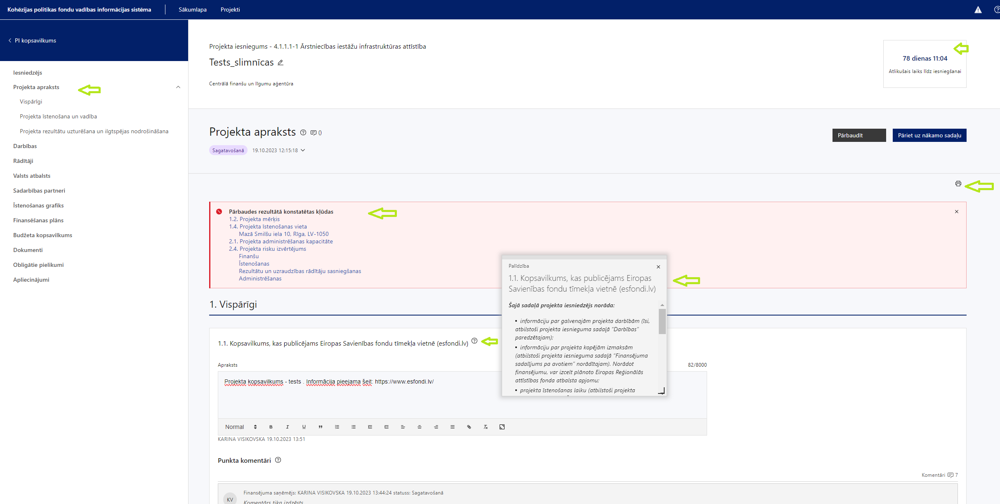 Kohēzijas politikas fondu vadības informācijas sistēma
Sākumlapa
Projekti
PI kopsavilkums
Iesniedzējs
Projekta apraksts
Vispārīgi
Projekta īstenošana un vadība
Projekta rezultātu uzturēšana un ilgtspējas nodrošināšana
Darbības
Rādītāji
Valsts atbalsts
Sadarbības partneri
Īstenošanas grafiks
Finansēšanas plāns
Budžeta kopsavilkums
Dokumenti
Obligātie pielikumi
Apliecinājumi
Projekta iesniegums - 4.1.1.1-1 Ārstniecības iestāžu infrastruktūras attīstība
Tests_slimnīcas
Centrālā finanšu un līgumu aģentūra
78 dienas 11:04
Atlikušais laiks līdz iesniegšanai
Projekta apraksts
()
Pārbaudīt
Pāriet uz nākamo sadaļu
Sagatavošanā
19.10.2023 12:15:18
Pārbaudes rezultātā konstatētas kļūdas
1.2. Projekta mērķis
1.4. Projekta īstenošanas vieta
Mazā Smilšu iela 10, Rīga, LV-1050
2.1. Projekta administrēšanas kapacitāte
2.4. Projekta risku izvērtējums
Finanšu
Īstenošanas
Rezultātu un uzraudzības rādītāju sasniegšanas
Administrēšanas
Palīdzība
1.1. Kopsavilkums, kas publicējams Eiropas
Savienības fondu tīmekļa vietnē (esfondi.lv)
Šajā sadaļā projekta iesniedzējs norāda:
• informāciju par galvenajām projekta darbībām (īsi,
atbilstoši projekta iesnieguma sadaļā “Darbības”
paredzētajam);
• informāciju par projekta kopējām izmaksām
(atbilstoši projekta iesnieguma sadaļā “Finansējuma
sadalījums pa avotiem” norādītajam). Norādot
finansējumu, var izcelt plānoto Eiropas Reģionālās
attīstības fonda atbalsta apjomu;
• projekta īstenošanas laiku (atbilstoši projekta
1. Vispārīgi
1.1. Kopsavilkums, kas publicējams Eiropas Savienības fondu tīmekļa vietnē (esfondi.lv)
Apraksts
82/8000
Projekta kopsavilkums - tests . Informācija pieejama šeit: https://www.esfondi.lv/
Normal
KARINA VISIKOVSKA 19.10.2023 13:51
Punkta komentāri
Komentāri 7
Finansējuma saņēmējs: KARINA VISIKOVSKA 19.10.2023 13:44:24 statuss: Sagatavošanā
KV
Komentārs tika izdzēsts